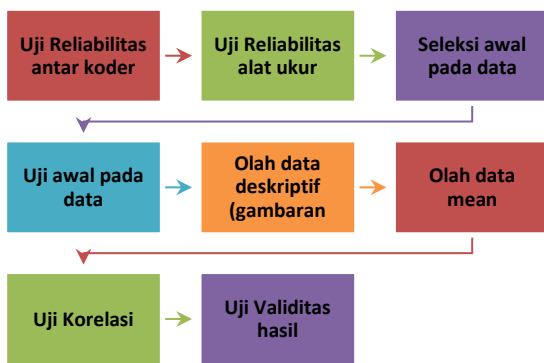 Uji Reliabilitas
antar koder
Uji Reliabilitas
alat ukur
Seleksi awal
pada data
Uji awal pada
data
Olah data
deskriptif
(gambaran
Olah data
mean
Uji Korelasi
Uji Validitas
hasil